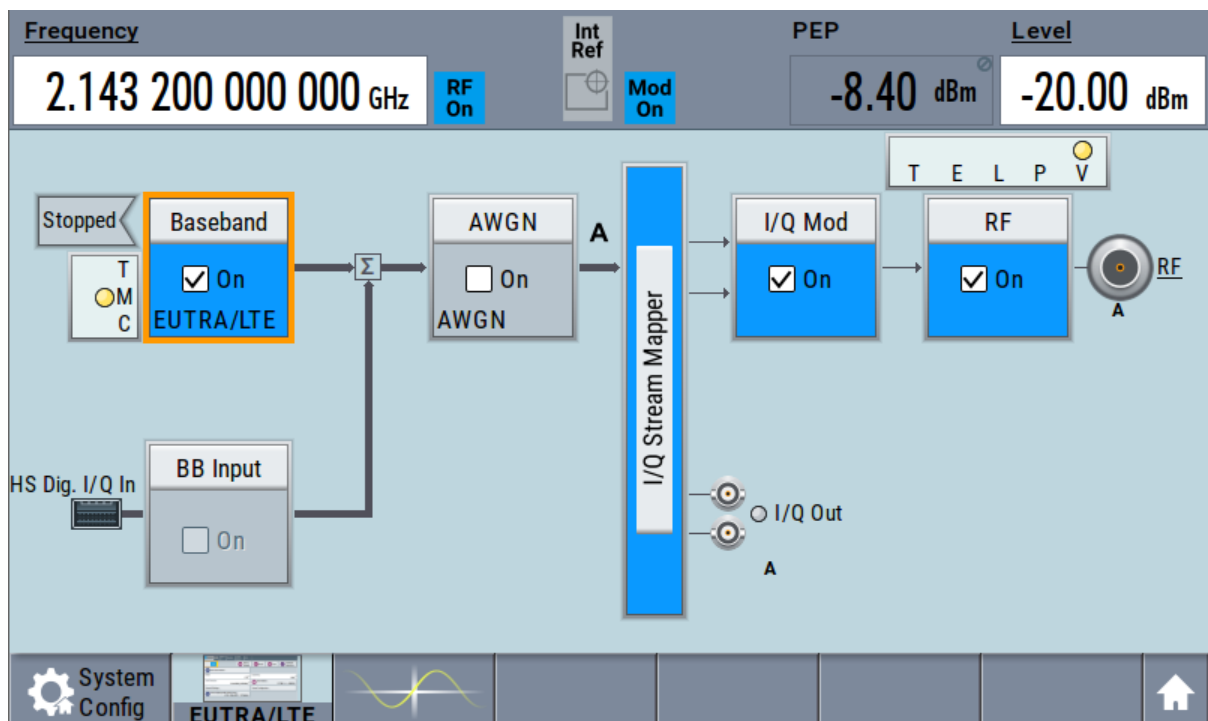 Frequency
Int
Ref
PEP
Level
2.143 200 000 000 GHz
RF
On
Mod
On
-8.40 dBm
-20.00 dBm
T E L P V
Stopped
Baseband
On
EUTRA/LTE
T
M
C
Σ
AWGN
On
AWGN
A
I/Q Stream Mapper
I/Q Mod
On
RF
On
RF
A
HS Dig. I/Q In
BB Input
On
I/Q Out
A
System
Config
EUTRA/LTE